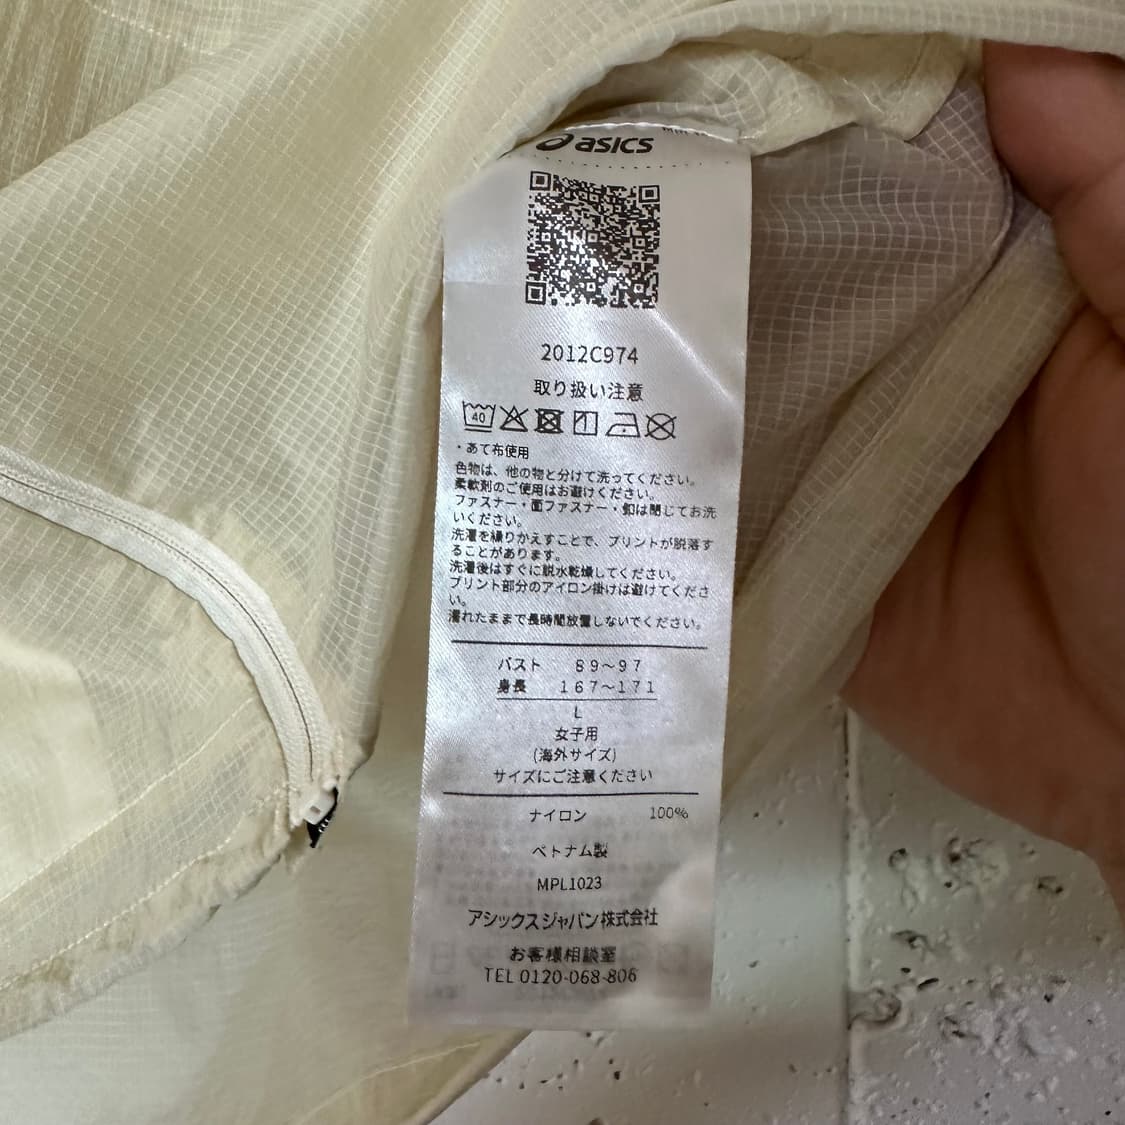 asics
2012C974
取り扱い注意
40
・あて布使用
色物は、他の物と分けて洗ってください。
柔軟剤のご使用はお避けください。
ファスナー・面ファスナー・釦は閉じてお洗
いください。
洗濯を繰りかえすことで、プリントが脱落す
ることがあります。
洗濯後はすぐに脱水乾燥してください。
プリント部分のアイロン掛けは避けてくださ
い。
濡れたままで長時間放置しないでください。
バスト 89～97
身長 167～171
L
女子用
(海外サイズ)
サイズにご注意ください
ナイロン 100%
ベトナム製
MPL1023
アシックスジャパン株式会社
お客様相談室
TEL 0120-068-806